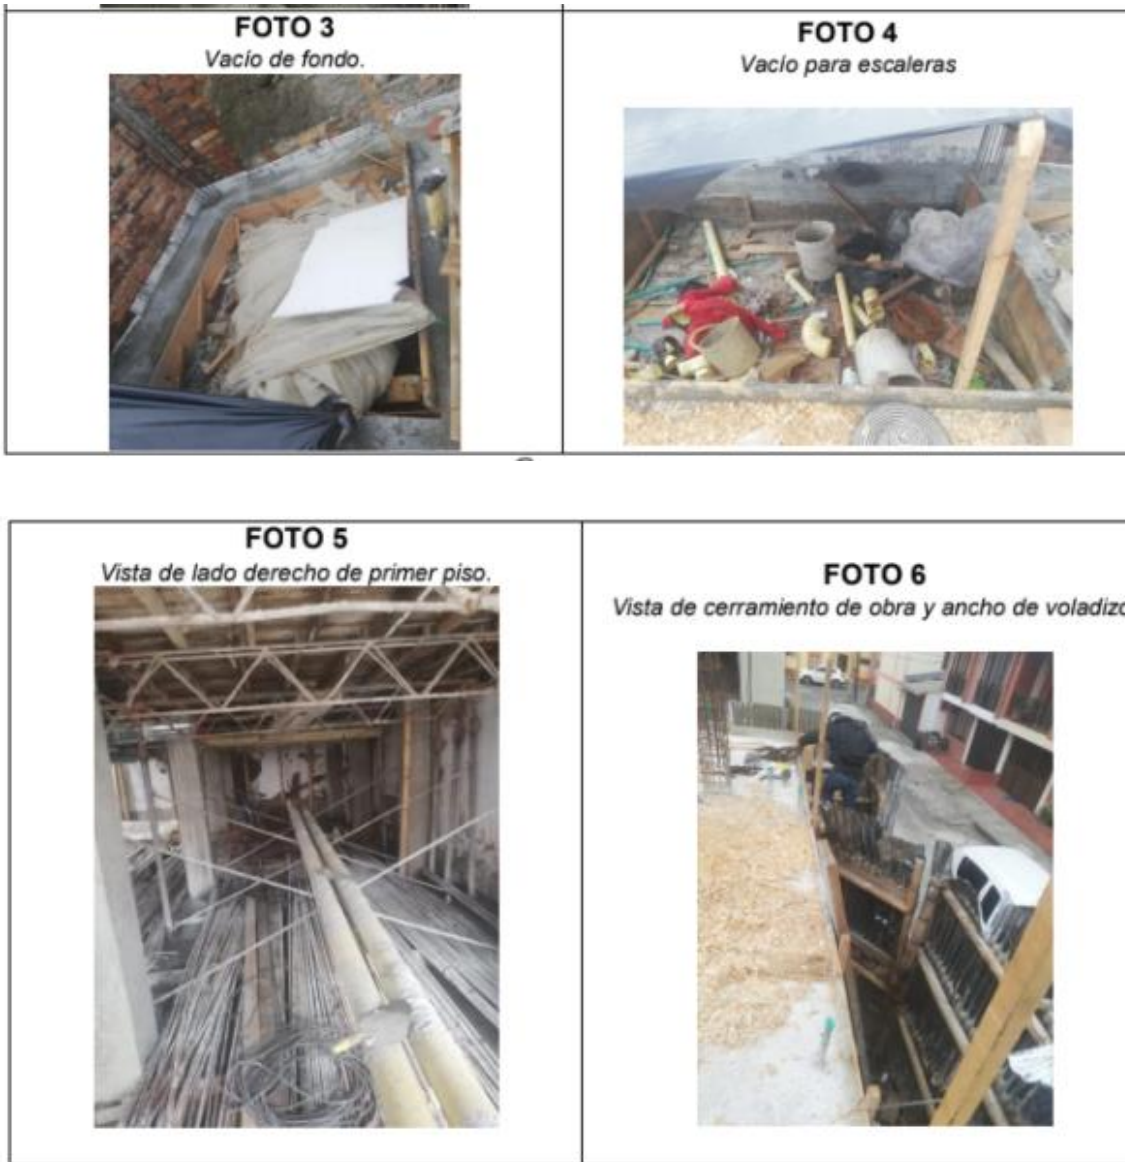 FOTO 3
Vacío de fondo.
FOTO 4
Vacío para escaleras
FOTO 5
Vista de lado derecho de primer piso.
FOTO 6
Vista de cerramiento de obra y ancho de voladizo